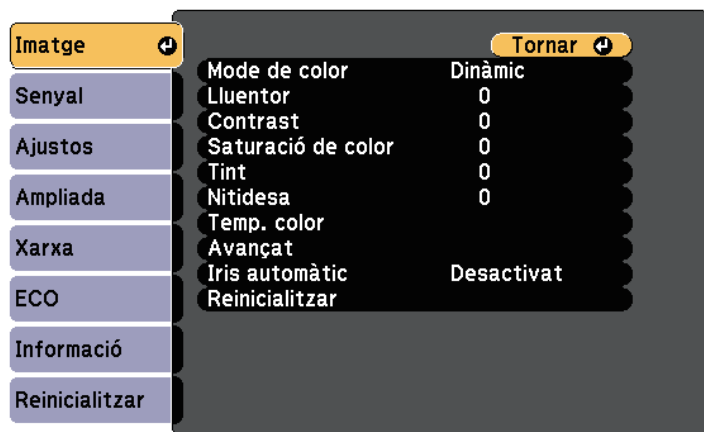 Imatge
Senyal
Ajustos
Ampliada
Xarxa
ECO
Informació
Reinicialitzar
Tornar
Mode de color Dinàmic
Lluentor 0
Contrast 0
Saturació de color 0
Tint 0
Nitidesa 0
Temp. color
Avançat
Iris automàtic Desactivat
Reinicialitzar